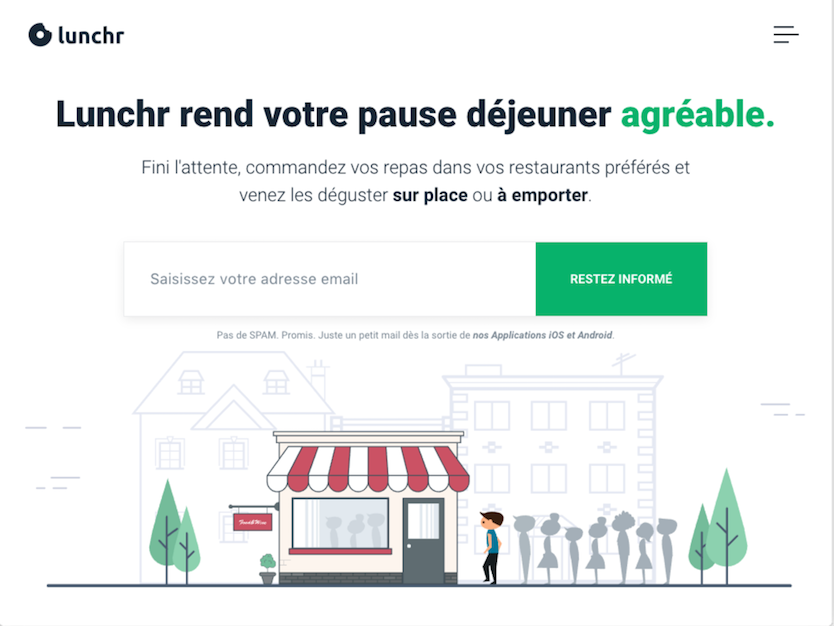 lunchr
Lunchr rend votre pause déjeuner agréable.
Fini l'attente, commandez vos repas dans vos restaurants préférés et
venez les déguster sur place ou à emporter.
Saisissez votre adresse email
RESTEZ INFORMÉ
Pas de SPAM. Promis. Juste un petit mail dès la sortie de nos Applications iOS et Android.